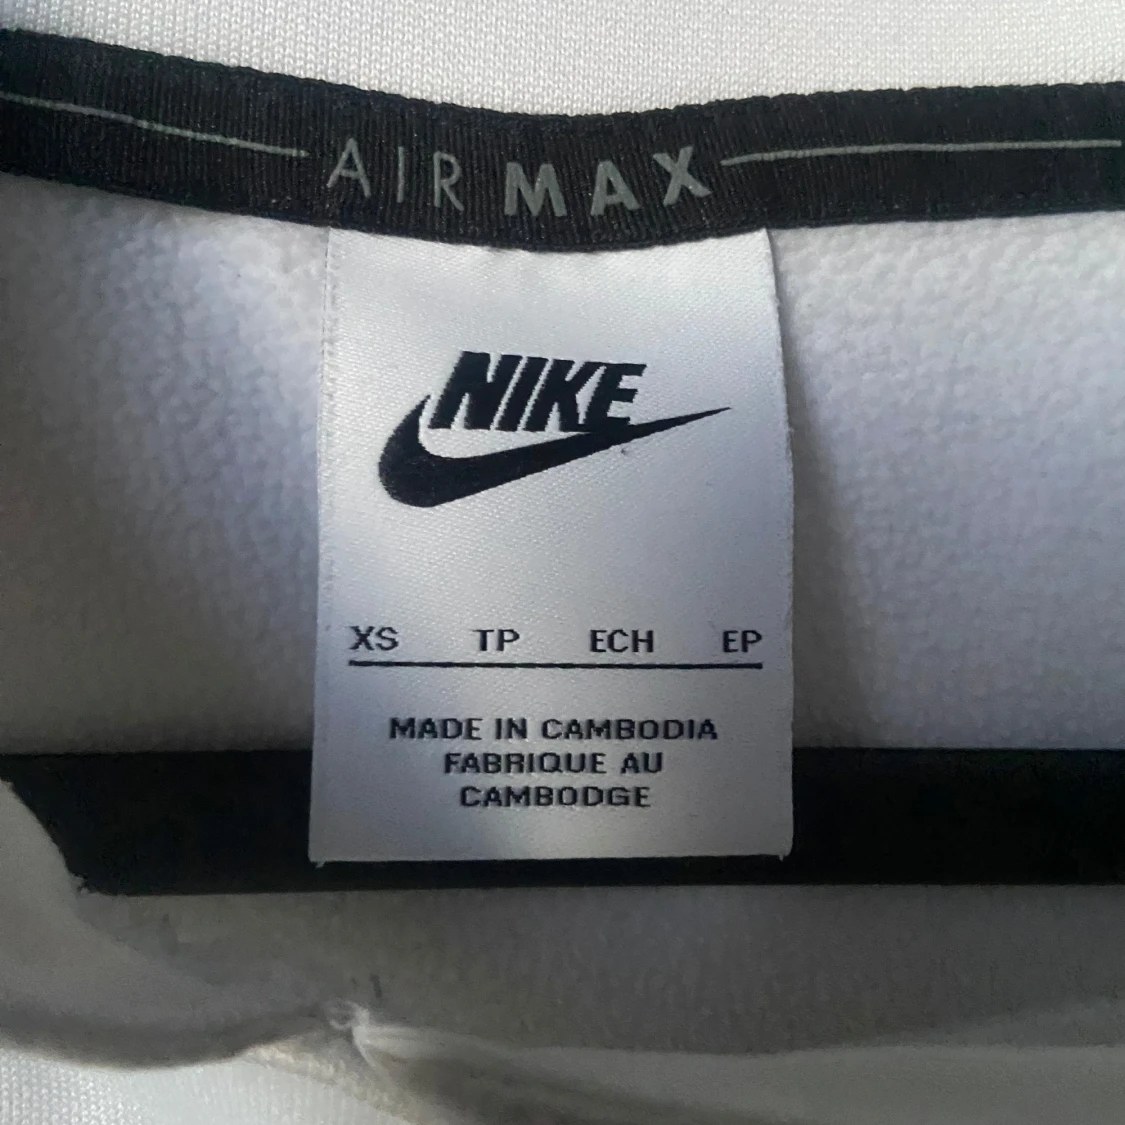 AIR MAX
NIKE
XS TP ECH EP
MADE IN CAMBODIA
FABRIQUE AU
CAMBODGE